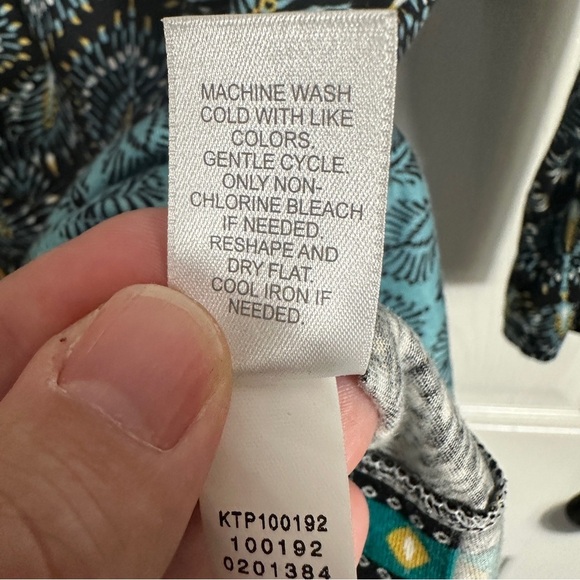 MACHINE WASH
COLD WITH LIKE
COLORS.
GENTLE CYCLE.
ONLY NON-
CHLORINE BLEACH
IF NEEDED.
RESHAPE AND
DRY FLAT.
COOL IRON IF
NEEDED.
KTP100192
100192
0201384